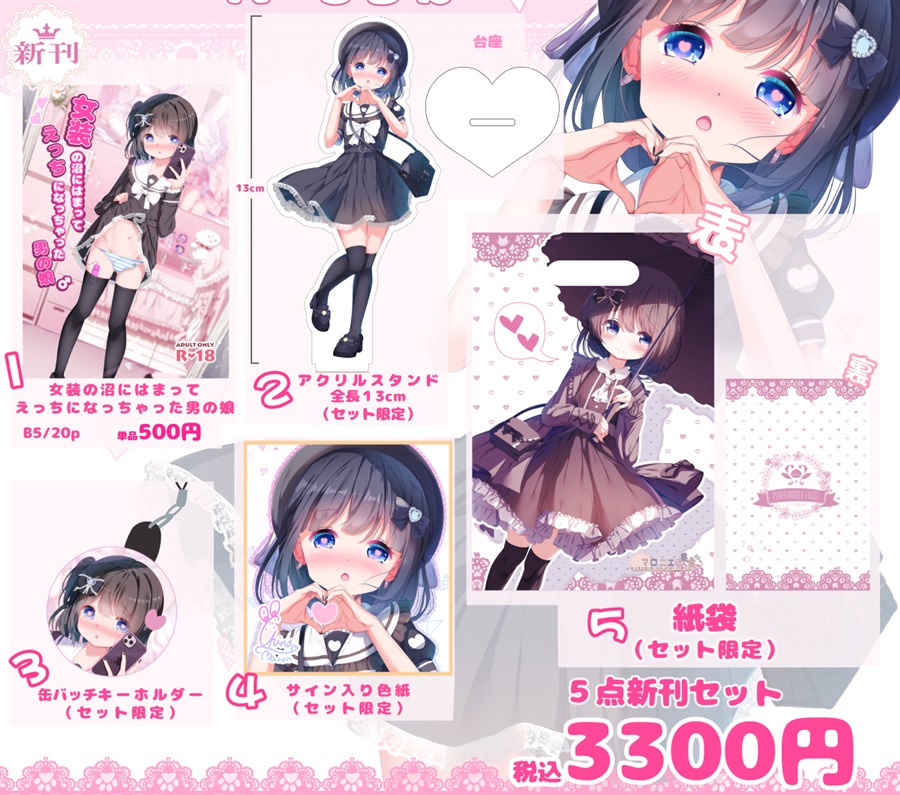 新刊
女装の沼にはまって
えっちになっちゃった
男の娘♂
ADULT ONLY
R♥18
1
女装の沼にはまって
えっちになっちゃった男の娘
B5/20p
単品500円
13cm
台座
2
アクリルスタンド
全長13cm
(セット限定)
表
裏
3
缶バッチキーホルダー
(セット限定)
4
サイン入り色紙
(セット限定)
5
紙袋
(セット限定)
5点新刊セット
税込3300円